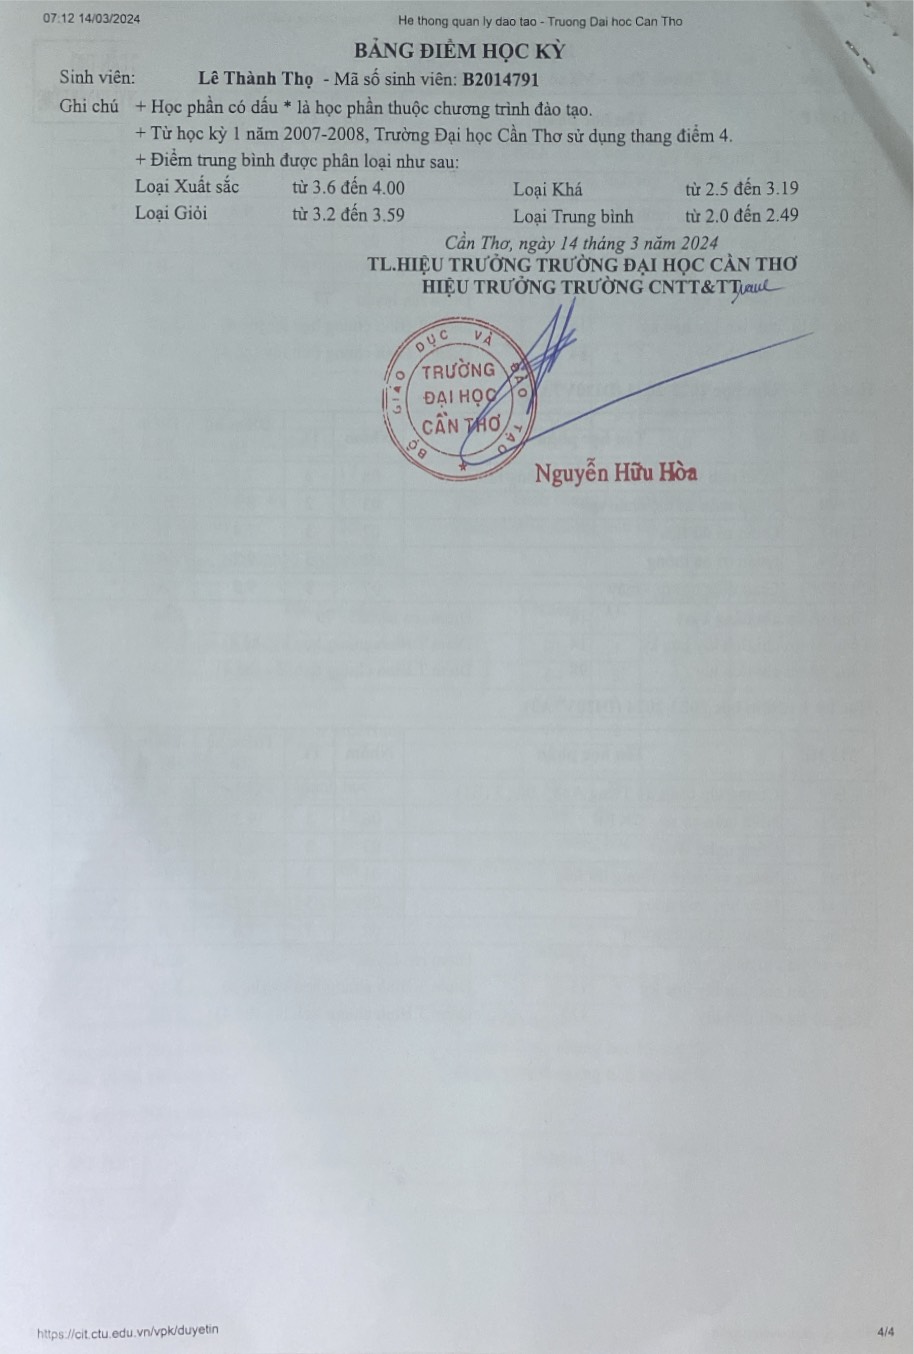 07:12 14/03/2024 He thong quan ly dao tao - Truong Dai hoc Can Tho
BẢNG ĐIỂM HỌC KỲ
Sinh viên: Lê Thành Thọ - Mã số sinh viên: B2014791
Ghi chú + Học phần có dấu * là học phần thuộc chương trình đào tạo.
+ Từ học kỳ 1 năm 2007-2008, Trường Đại học Cần Thơ sử dụng thang điểm 4.
+ Điểm trung bình được phân loại như sau:
Loại Xuất sắc từ 3.6 đến 4.00 Loại Khá từ 2.5 đến 3.19
Loại Giỏi từ 3.2 đến 3.59 Loại Trung bình từ 2.0 đến 2.49
Cần Thơ, ngày 14 tháng 3 năm 2024
TL.HIỆU TRƯỞNG TRƯỜNG ĐẠI HỌC CẦN THƠ
HIỆU TRƯỞNG TRƯỜNG CNTT&TT
BỘ GIÁO DỤC VÀ ĐÀO TẠO
TRƯỜNG
ĐẠI HỌC
CẦN THƠ
Nguyễn Hữu Hòa
https://cit.ctu.edu.vn/vpk/duyetin 4/4